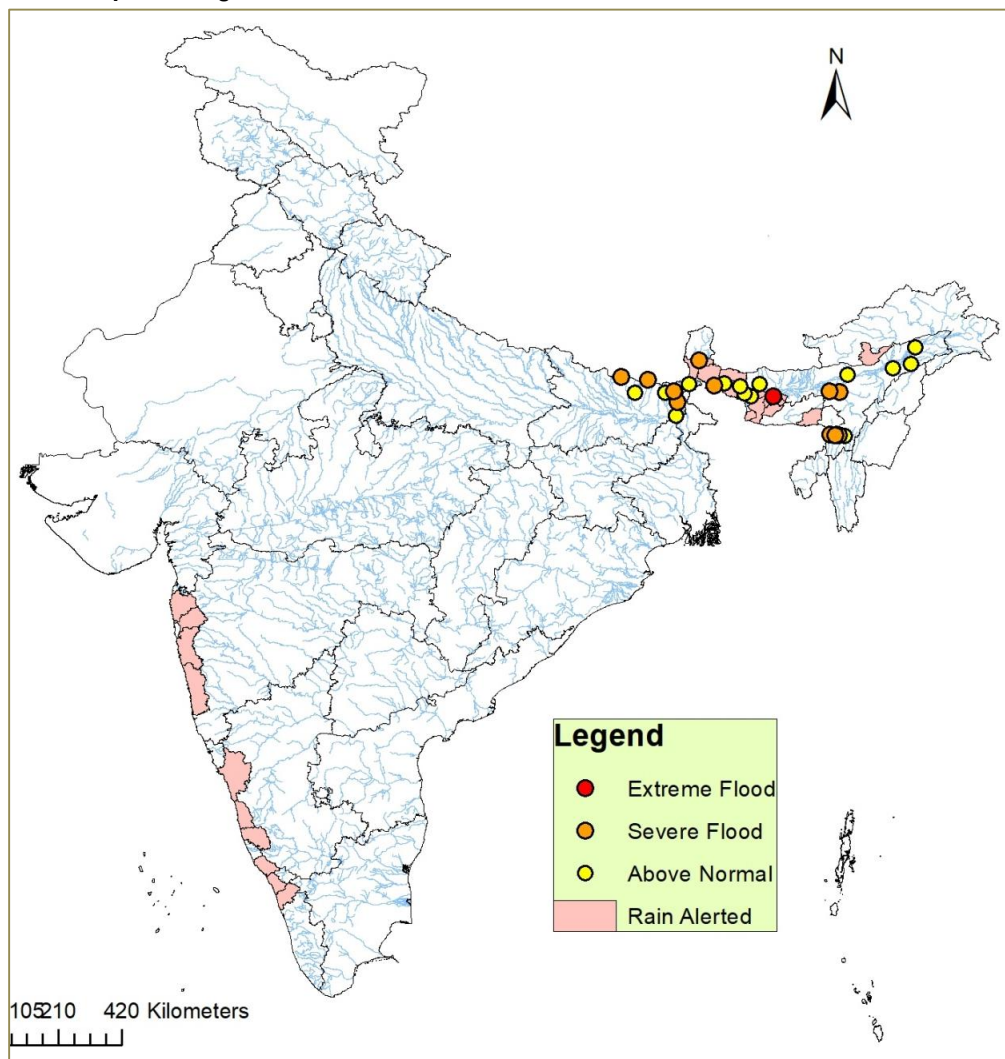 N
Legend
Extreme Flood
Severe Flood
Above Normal
Rain Alerted
105210 420 Kilometers